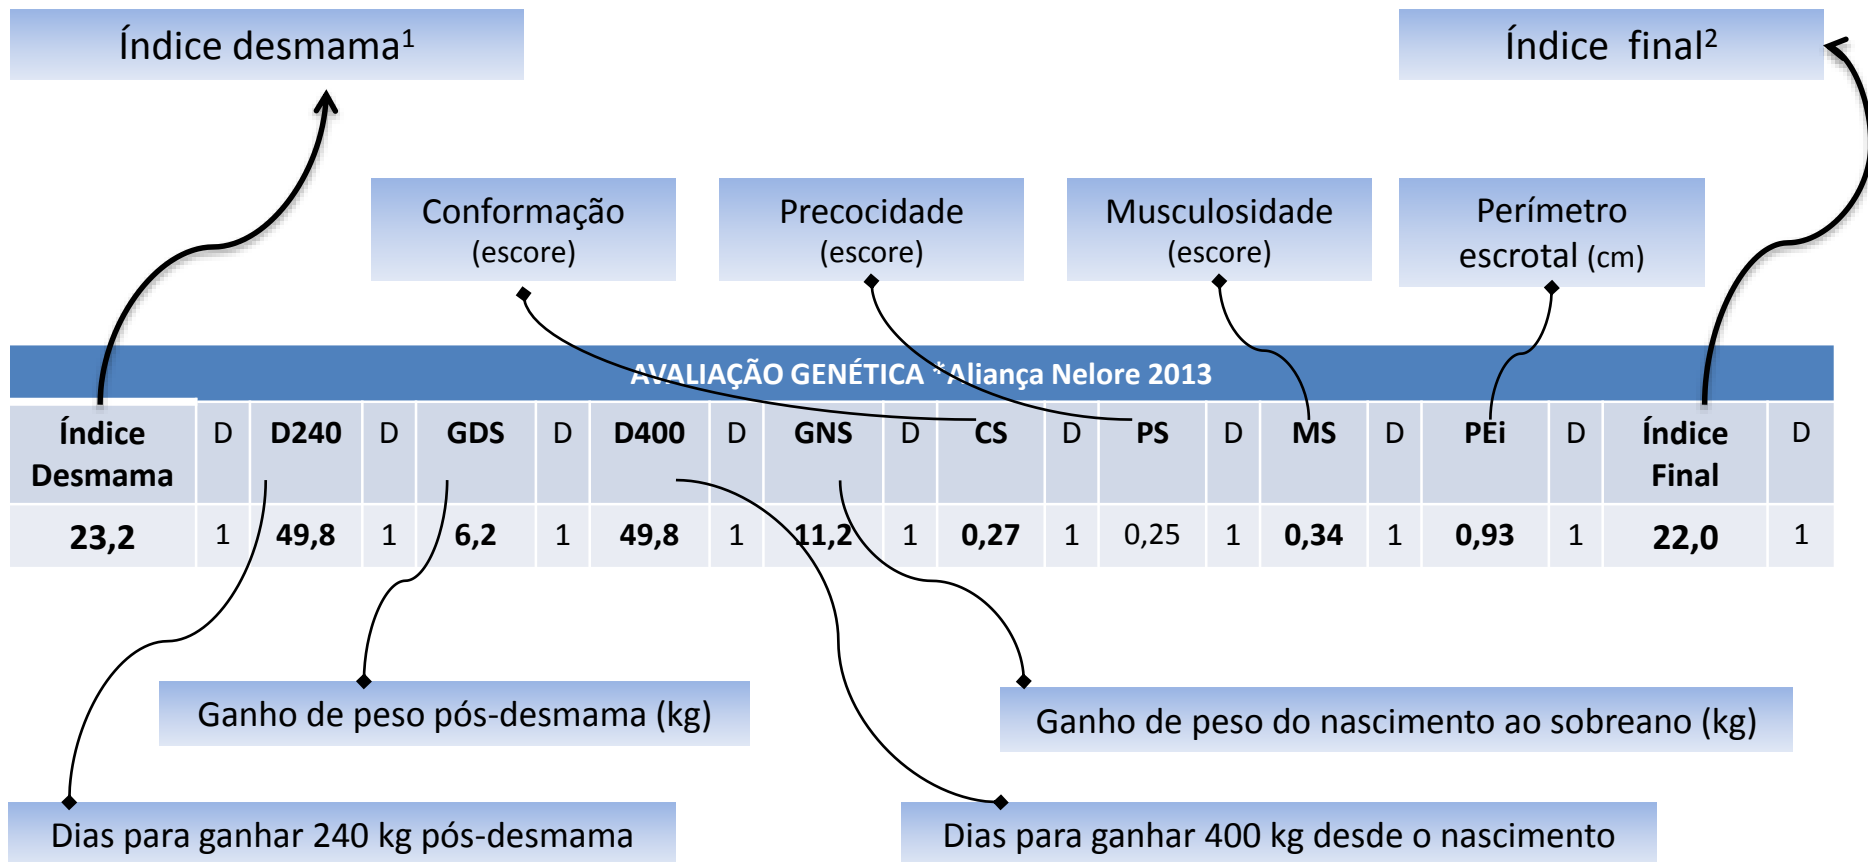 Índice desmama¹
Índice final²
Conformação
(escore)
Precocidade
(escore)
Musculosidade
(escore)
Perímetro
escrotal (cm)
AVALIAÇÃO GENÉTICA *Aliança Nelore 2013
Índice Desmama D D240 D GDS D D400 D GNS D CS D PS D MS D PEi D Índice Final D
23,2 1 49,8 1 6,2 1 49,8 1 11,2 1 0,27 1 0,25 1 0,34 1 0,93 1 22,0 1
Ganho de peso pós-desmama (kg)
Ganho de peso do nascimento ao sobreano (kg)
Dias para ganhar 240 kg pós-desmama
Dias para ganhar 400 kg desde o nascimento